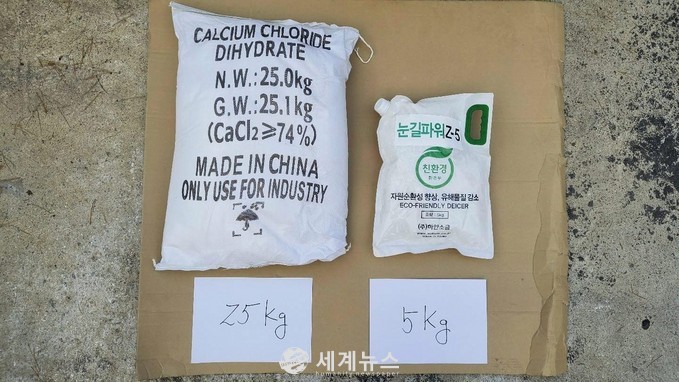 CALCIUM CHLORIDE
DIHYDRATE
N.W.:25.0kg
G.W.:25.1kg
(CaCl₂≥74%)
MADE IN CHINA
ONLY USE FOR INDUSTRY
눈길파워Z-5
친환경
자원순환성 향상, 유해물질 감소
ECO-FRIENDLY DEICER
25kg
5kg
세계뉴스